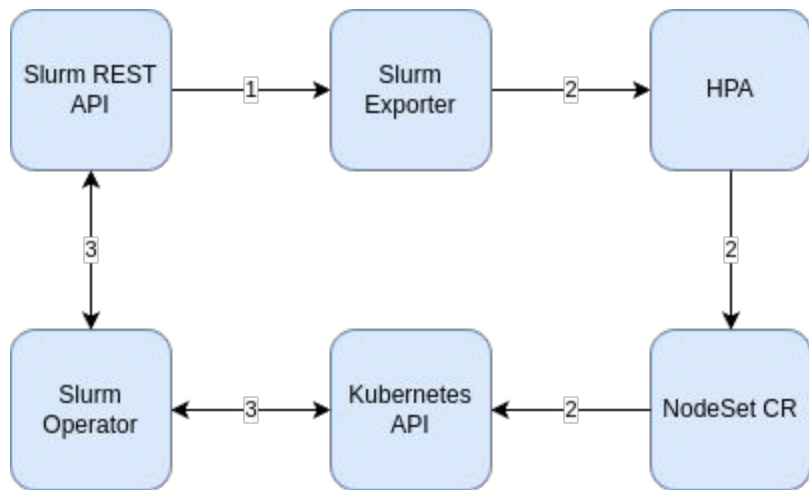 Slurm REST
API
1
Slurm
Exporter
2
HPA
3
2
Slurm
Operator
3
Kubernetes
API
2
NodeSet CR